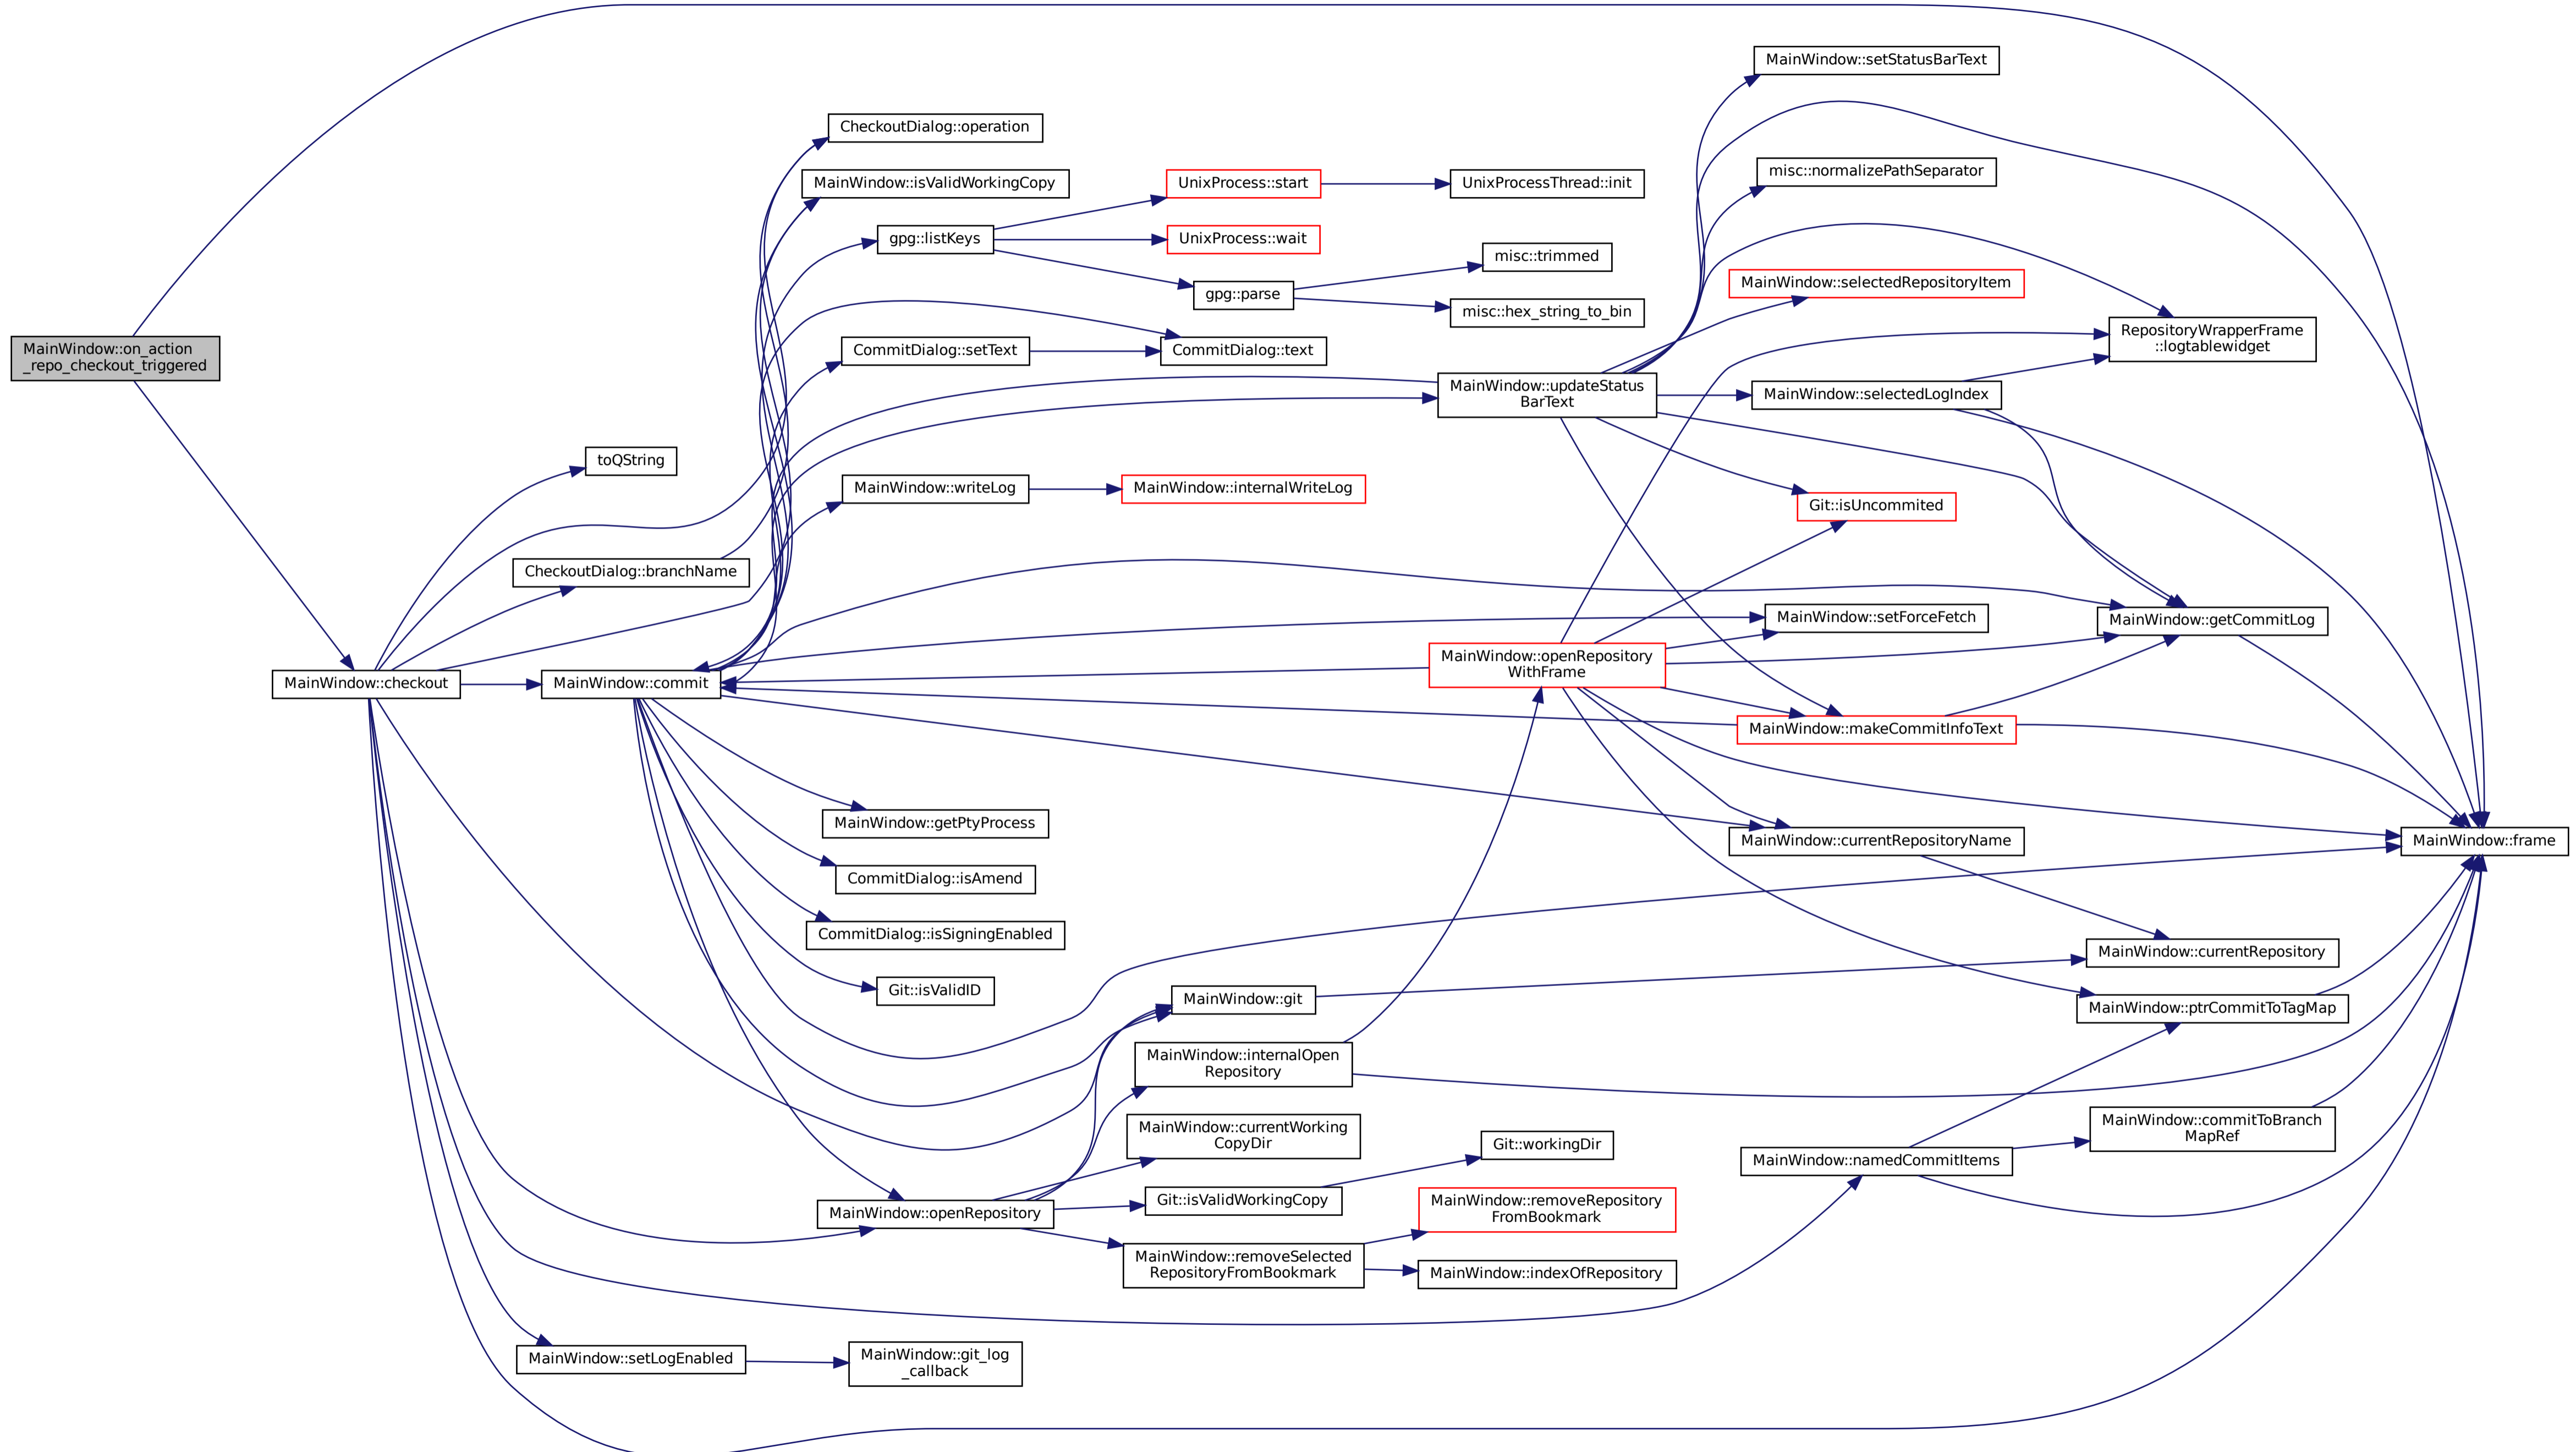 MainWindow::on_action
_repo_checkout_triggered
MainWindow::checkout
toQString
CheckoutDialog::branchName
MainWindow::commit
MainWindow::setLogEnabled
CheckoutDialog::operation
MainWindow::isValidWorkingCopy
gpg::listKeys
CommitDialog::setText
MainWindow::writeLog
MainWindow::getPtyProcess
CommitDialog::isAmend
CommitDialog::isSigningEnabled
Git::isValidID
MainWindow::openRepository
MainWindow::git_log
_callback
UnixProcess::start
UnixProcess::wait
gpg::parse
CommitDialog::text
MainWindow::internalWriteLog
MainWindow::git
MainWindow::internalOpen
Repository
MainWindow::currentWorking
CopyDir
Git::isValidWorkingCopy
MainWindow::removeSelected
RepositoryFromBookmark
UnixProcessThread::init
misc::trimmed
misc::hex_string_to_bin
MainWindow::updateStatus
BarText
MainWindow::openRepository
WithFrame
Git::workingDir
MainWindow::removeRepository
FromBookmark
MainWindow::indexOfRepository
MainWindow::setStatusBarText
misc::normalizePathSeparator
MainWindow::selectedRepositoryItem
MainWindow::selectedLogIndex
Git::isUncommited
MainWindow::setForceFetch
MainWindow::makeCommitInfoText
MainWindow::currentRepositoryName
MainWindow::namedCommitItems
RepositoryWrapperFrame
::logtablewidget
MainWindow::getCommitLog
MainWindow::currentRepository
MainWindow::ptrCommitToTagMap
MainWindow::commitToBranch
MapRef
MainWindow::frame